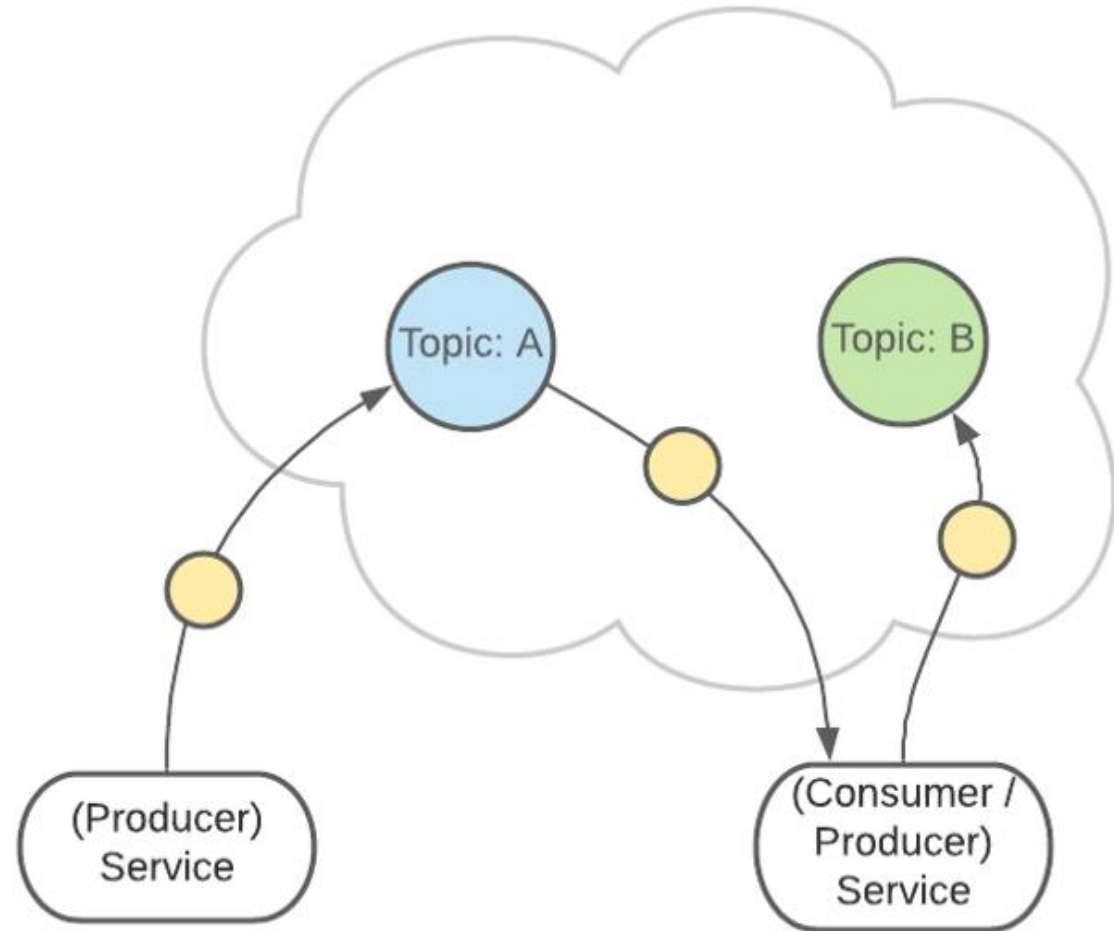 Topic: A
Topic: B
(Producer)
Service
(Consumer /
Producer)
Service